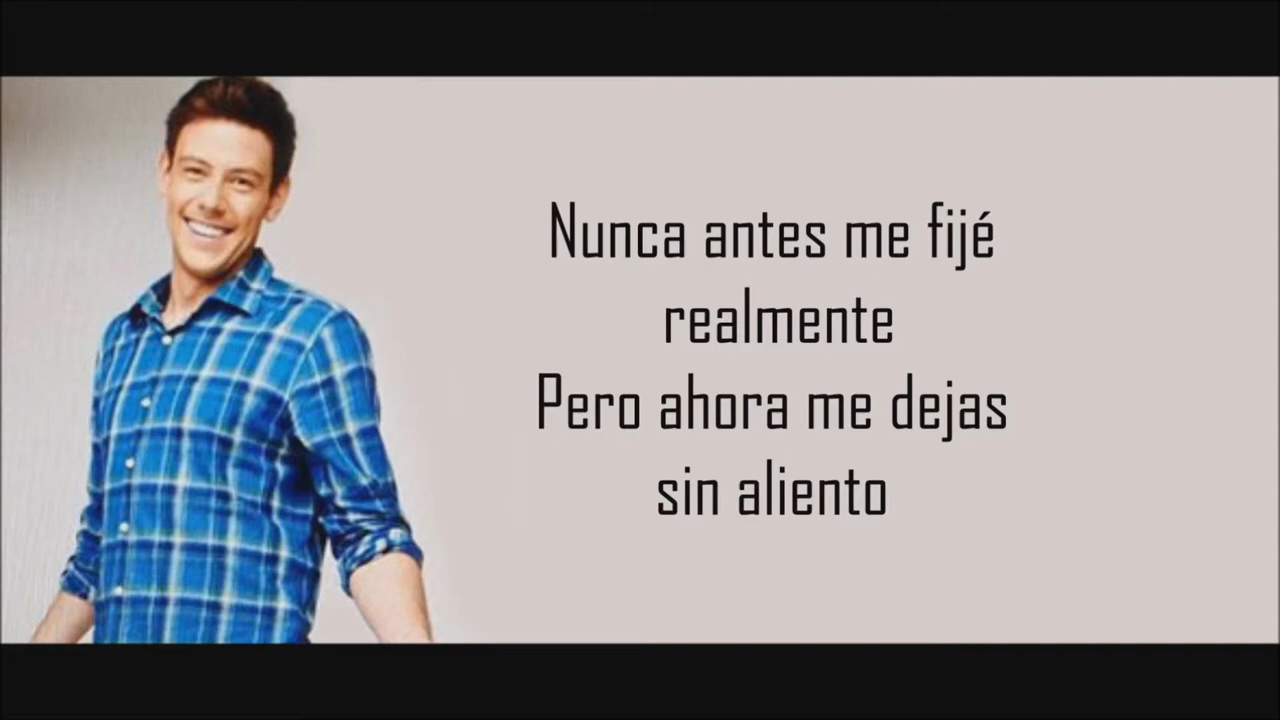 Nunca antes me fijé
realmente
Pero ahora me dejas
sin aliento